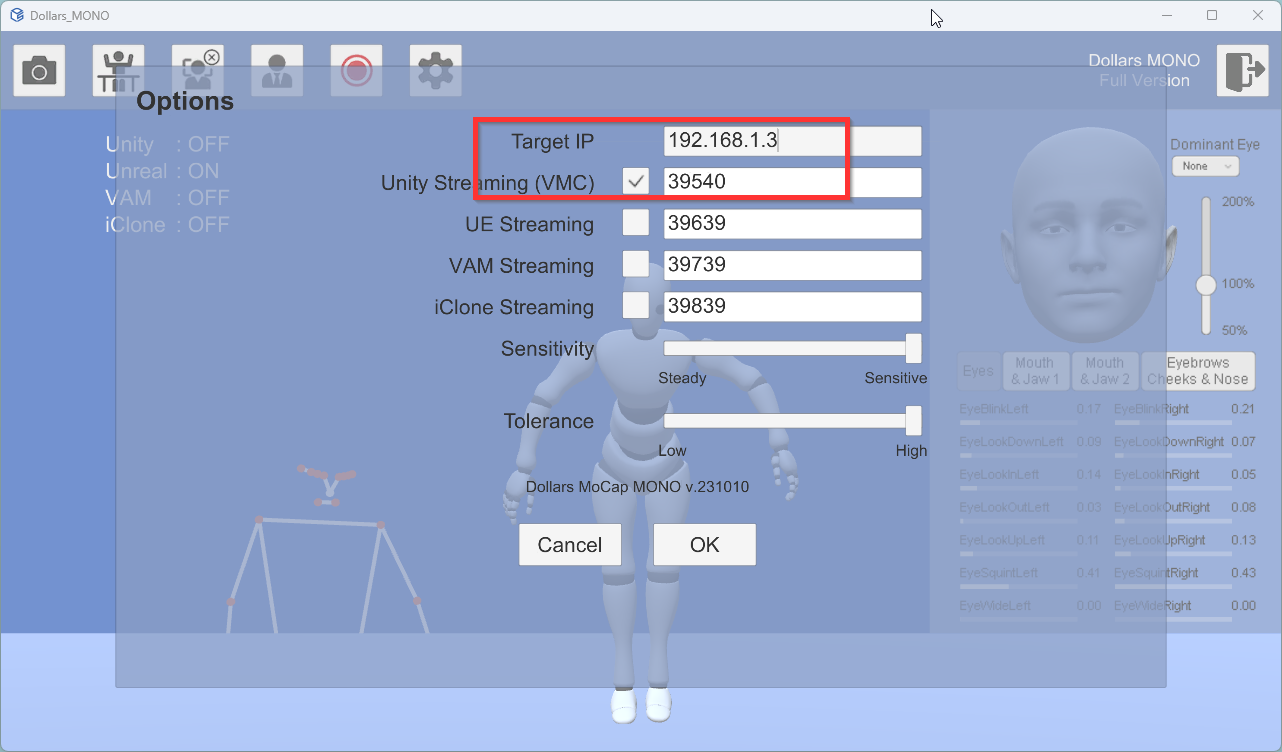 Dollars_MONO
Dollars MONO
Full Version
Options
Unity : OFF
Unreal : ON
VAM : OFF
iClone : OFF
Target IP 192.168.1.3
Unity Streaming (VMC) 39540
UE Streaming 39639
VAM Streaming 39739
iClone Streaming 39839
Sensitivity
Steady Sensitive
Tolerance
Low High
Dollars MoCap MONO v.231010
Cancel OK
Dominant Eye
None
200%
100%
50%
Eyes
Mouth
& Jaw 1
Mouth
& Jaw 2
Eyebrows
Cheeks & Nose
EyeBlinkLeft 0.17 EyeBlinkRight 0.21
EyeLookDownLeft 0.09 EyeLookDownRight 0.07
EyeLookInLeft 0.14 EyeLookInRight 0.05
EyeLookOutLeft 0.03 EyeLookOutRight 0.08
EyeLookUpLeft 0.11 EyeLookUpRight 0.13
EyeSquintLeft 0.41 EyeSquintRight 0.43
EyeWideLeft 0.00 EyeWideRight 0.00